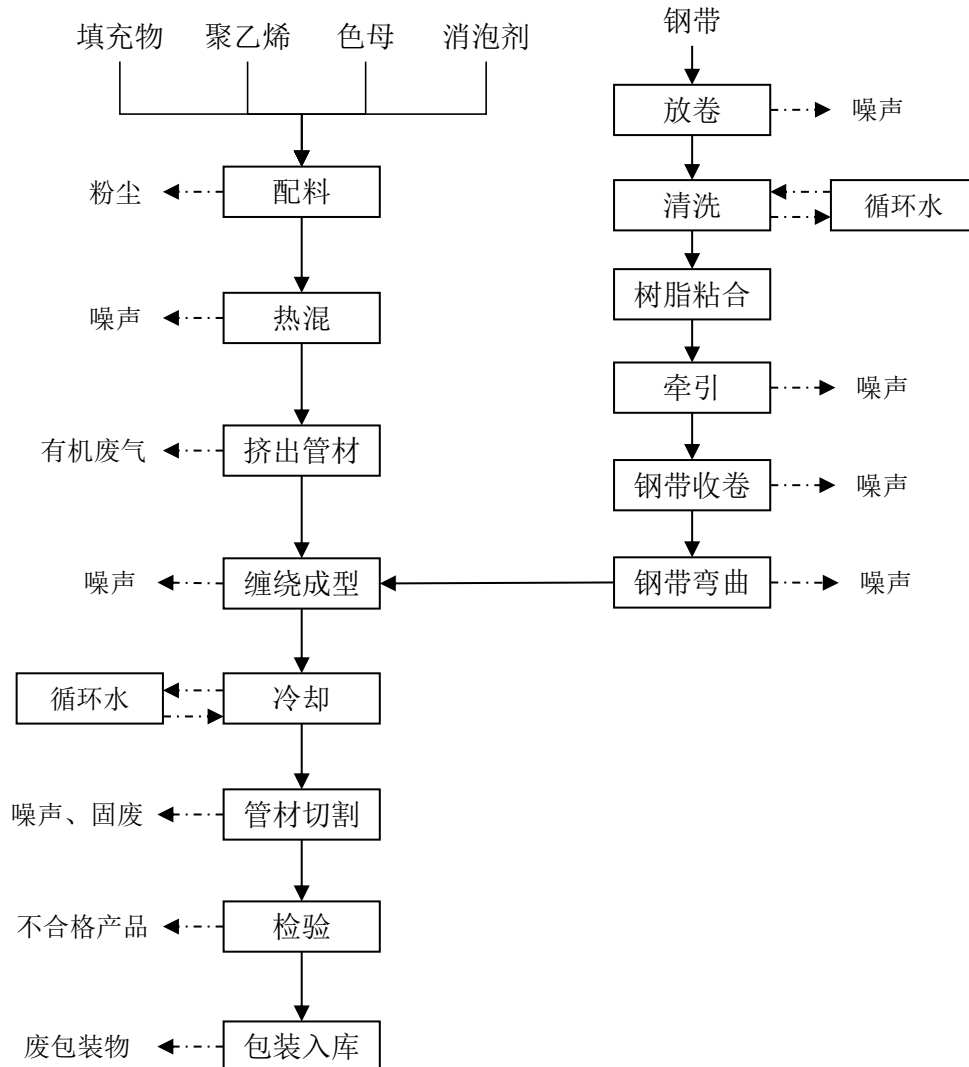 填充物
聚乙烯
色母
消泡剂
钢带
放卷
噪声
粉尘
配料
清洗
循环水
树脂粘合
噪声
热混
牵引
噪声
有机废气
挤出管材
钢带收卷
噪声
噪声
缠绕成型
钢带弯曲
噪声
循环水
冷却
噪声、固废
管材切割
不合格产品
检验
废包装物
包装入库